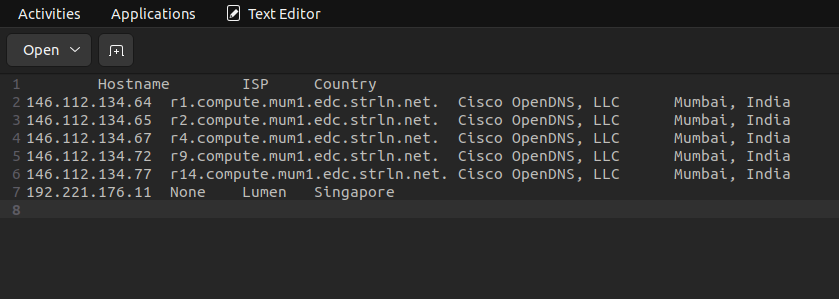 Activities Applications Text Editor
Open
1 Hostname ISP Country
2 146.112.134.64 r1.compute.mum1.edc.strln.net. Cisco OpenDNS, LLC Mumbai, India
3 146.112.134.65 r2.compute.mum1.edc.strln.net. Cisco OpenDNS, LLC Mumbai, India
4 146.112.134.67 r4.compute.mum1.edc.strln.net. Cisco OpenDNS, LLC Mumbai, India
5 146.112.134.72 r9.compute.mum1.edc.strln.net. Cisco OpenDNS, LLC Mumbai, India
6 146.112.134.77 r14.compute.mum1.edc.strln.net. Cisco OpenDNS, LLC Mumbai, India
7 192.221.176.11 None Lumen Singapore
8